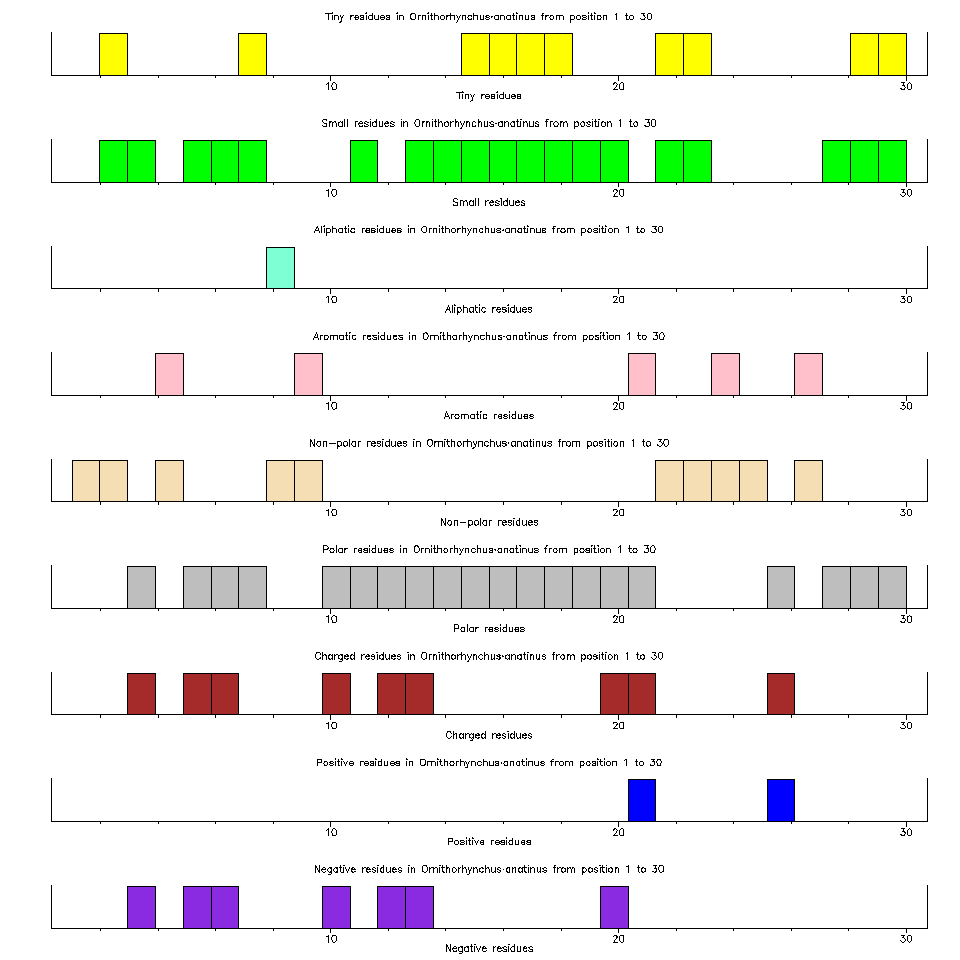 Tiny residues in Ornithorhynchus-anatinus from position 1 to 30
10 20 30
Tiny residues
Small residues in Ornithorhynchus-anatinus from position 1 to 30
10 20 30
Small residues
Aliphatic residues in Ornithorhynchus-anatinus from position 1 to 30
10 20 30
Aliphatic residues
Aromatic residues in Ornithorhynchus-anatinus from position 1 to 30
10 20 30
Aromatic residues
Non-polar residues in Ornithorhynchus-anatinus from position 1 to 30
10 20 30
Non-polar residues
Polar residues in Ornithorhynchus-anatinus from position 1 to 30
10 20 30
Polar residues
Charged residues in Ornithorhynchus-anatinus from position 1 to 30
10 20 30
Charged residues
Positive residues in Ornithorhynchus-anatinus from position 1 to 30
10 20 30
Positive residues
Negative residues in Ornithorhynchus-anatinus from position 1 to 30
10 20 30
Negative residues